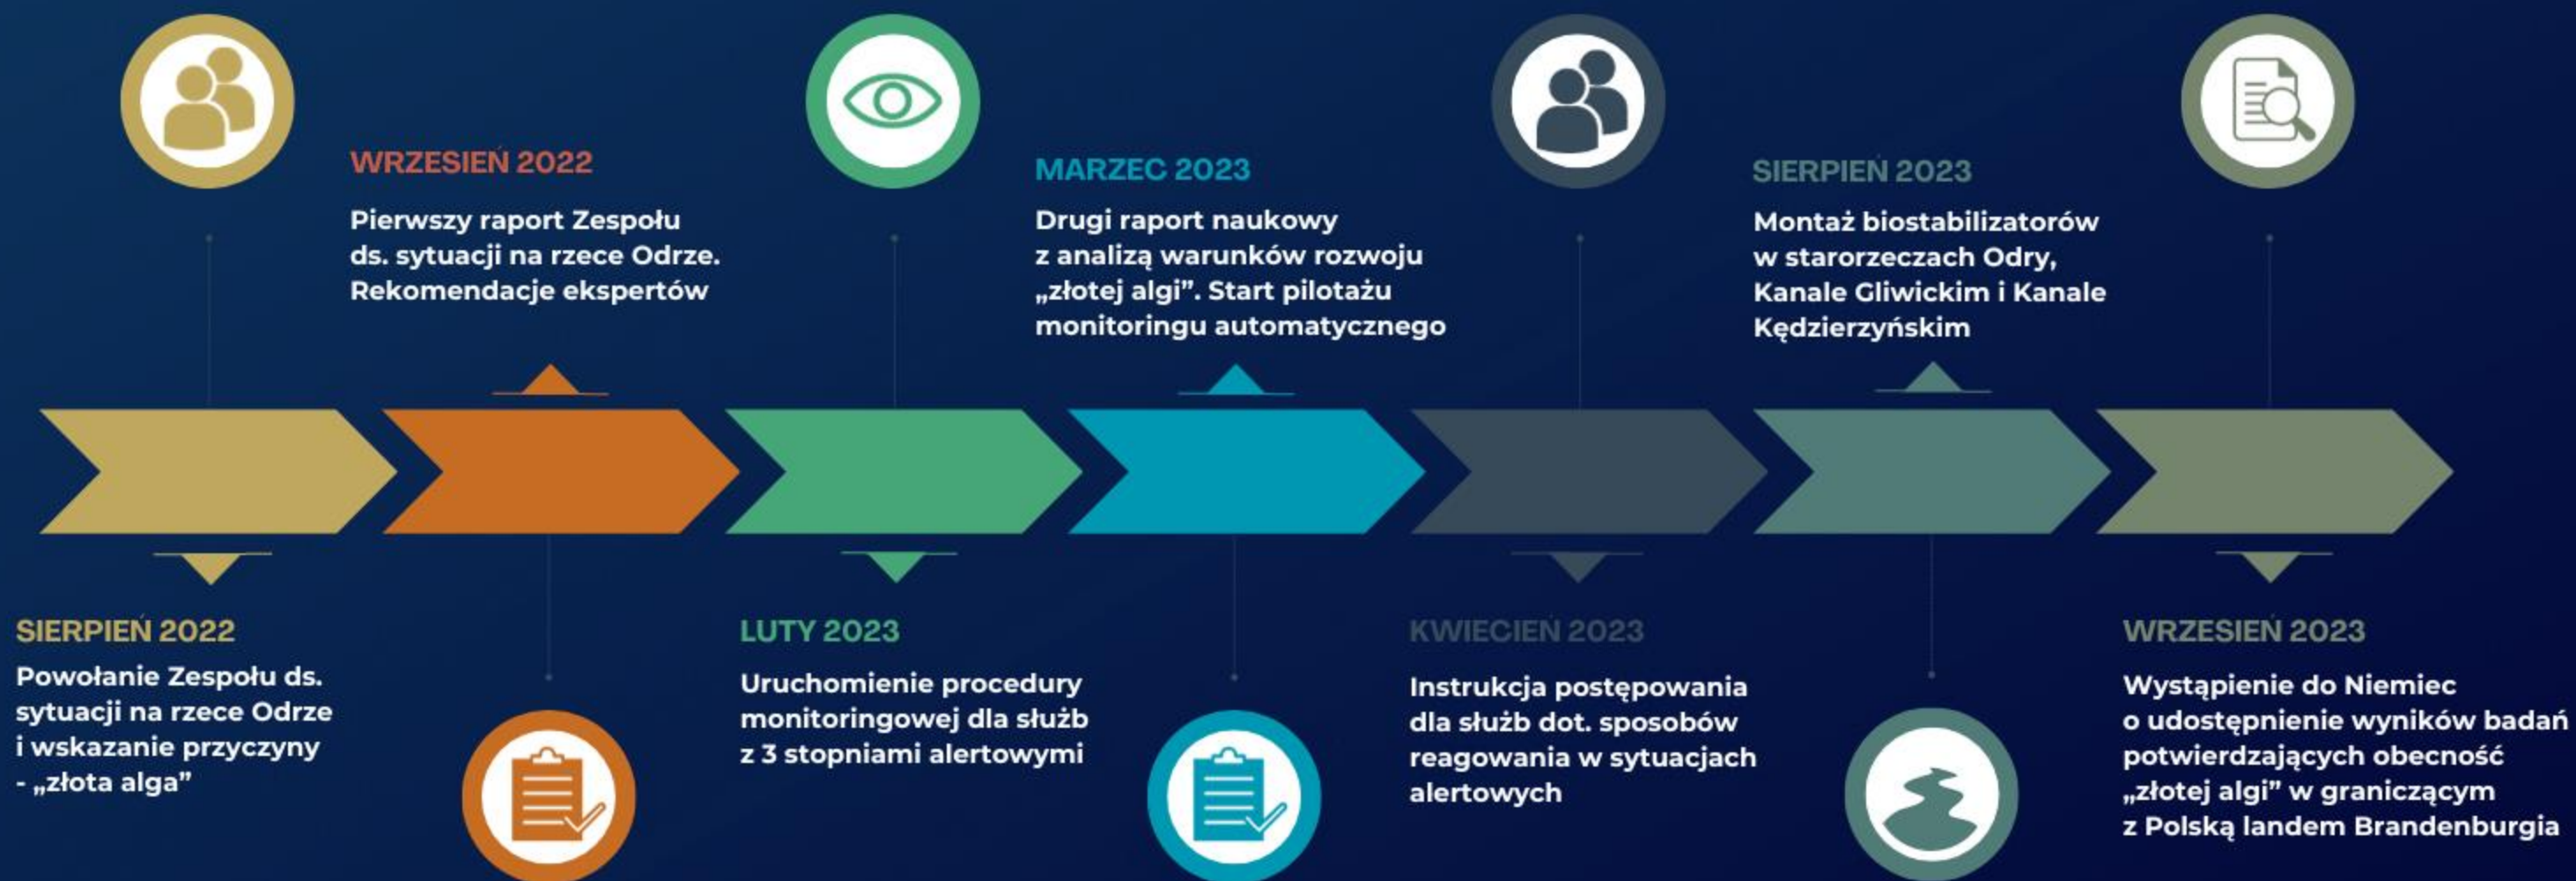 SIERPIEŃ 2022
Powołanie Zespołu ds.
sytuacji na rzece Odrze
i wskazanie przyczyny
- „złota alga”
WRZESIEŃ 2022
Pierwszy raport Zespołu
ds. sytuacji na rzece Odrze.
Rekomendacje ekspertów
LUTY 2023
Uruchomienie procedury
monitoringowej dla służb
z 3 stopniami alertowymi
MARZEC 2023
Drugi raport naukowy
z analizą warunków rozwoju
„złotej algi”. Start pilotażu
monitoringu automatycznego
KWIECIEŃ 2023
Instrukcja postępowania
dla służb dot. sposobów
reagowania w sytuacjach
alertowych
SIERPIEŃ 2023
Montaż biostabilizatorów
w starorzeczach Odry,
Kanale Gliwickim i Kanale
Kędzierzyńskim
WRZESIEŃ 2023
Wystąpienie do Niemiec
o udostępnienie wyników badań
potwierdzających obecność
„złotej algi” w graniczącym
z Polską landem Brandenburgia